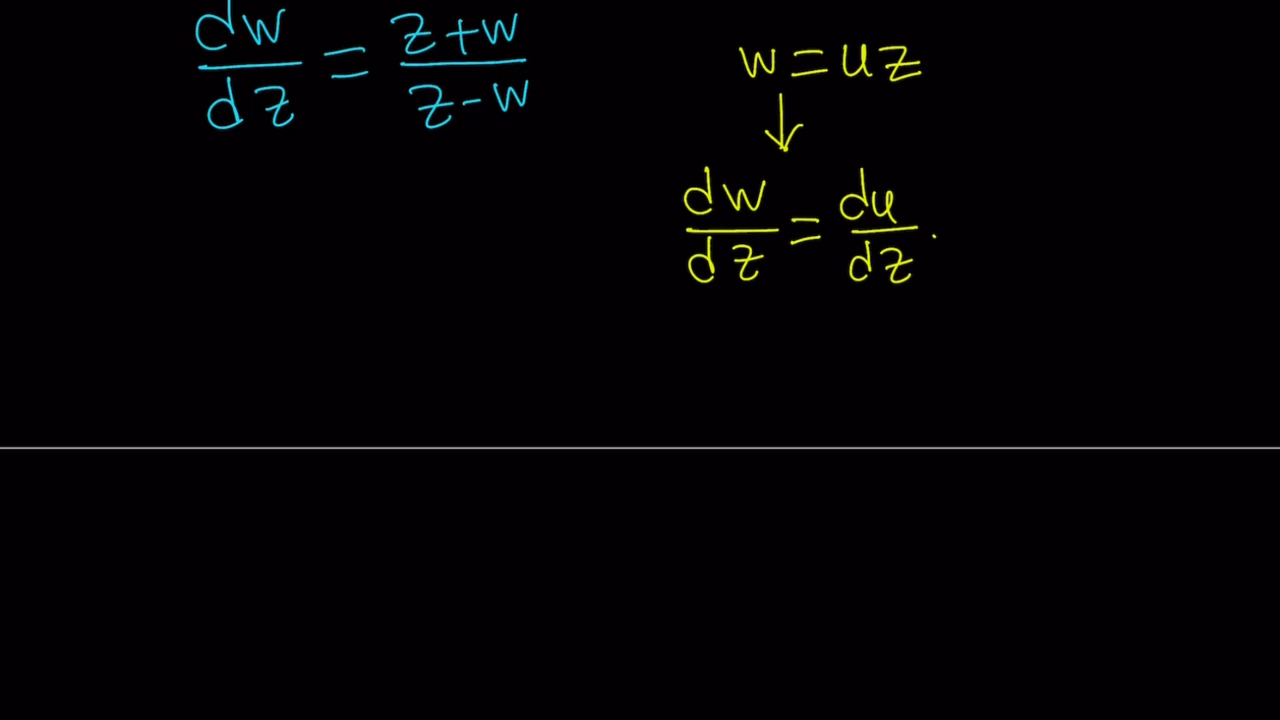 dw/dz = z+w/z-w
w = uz
↓
dw/dz = du/dz .